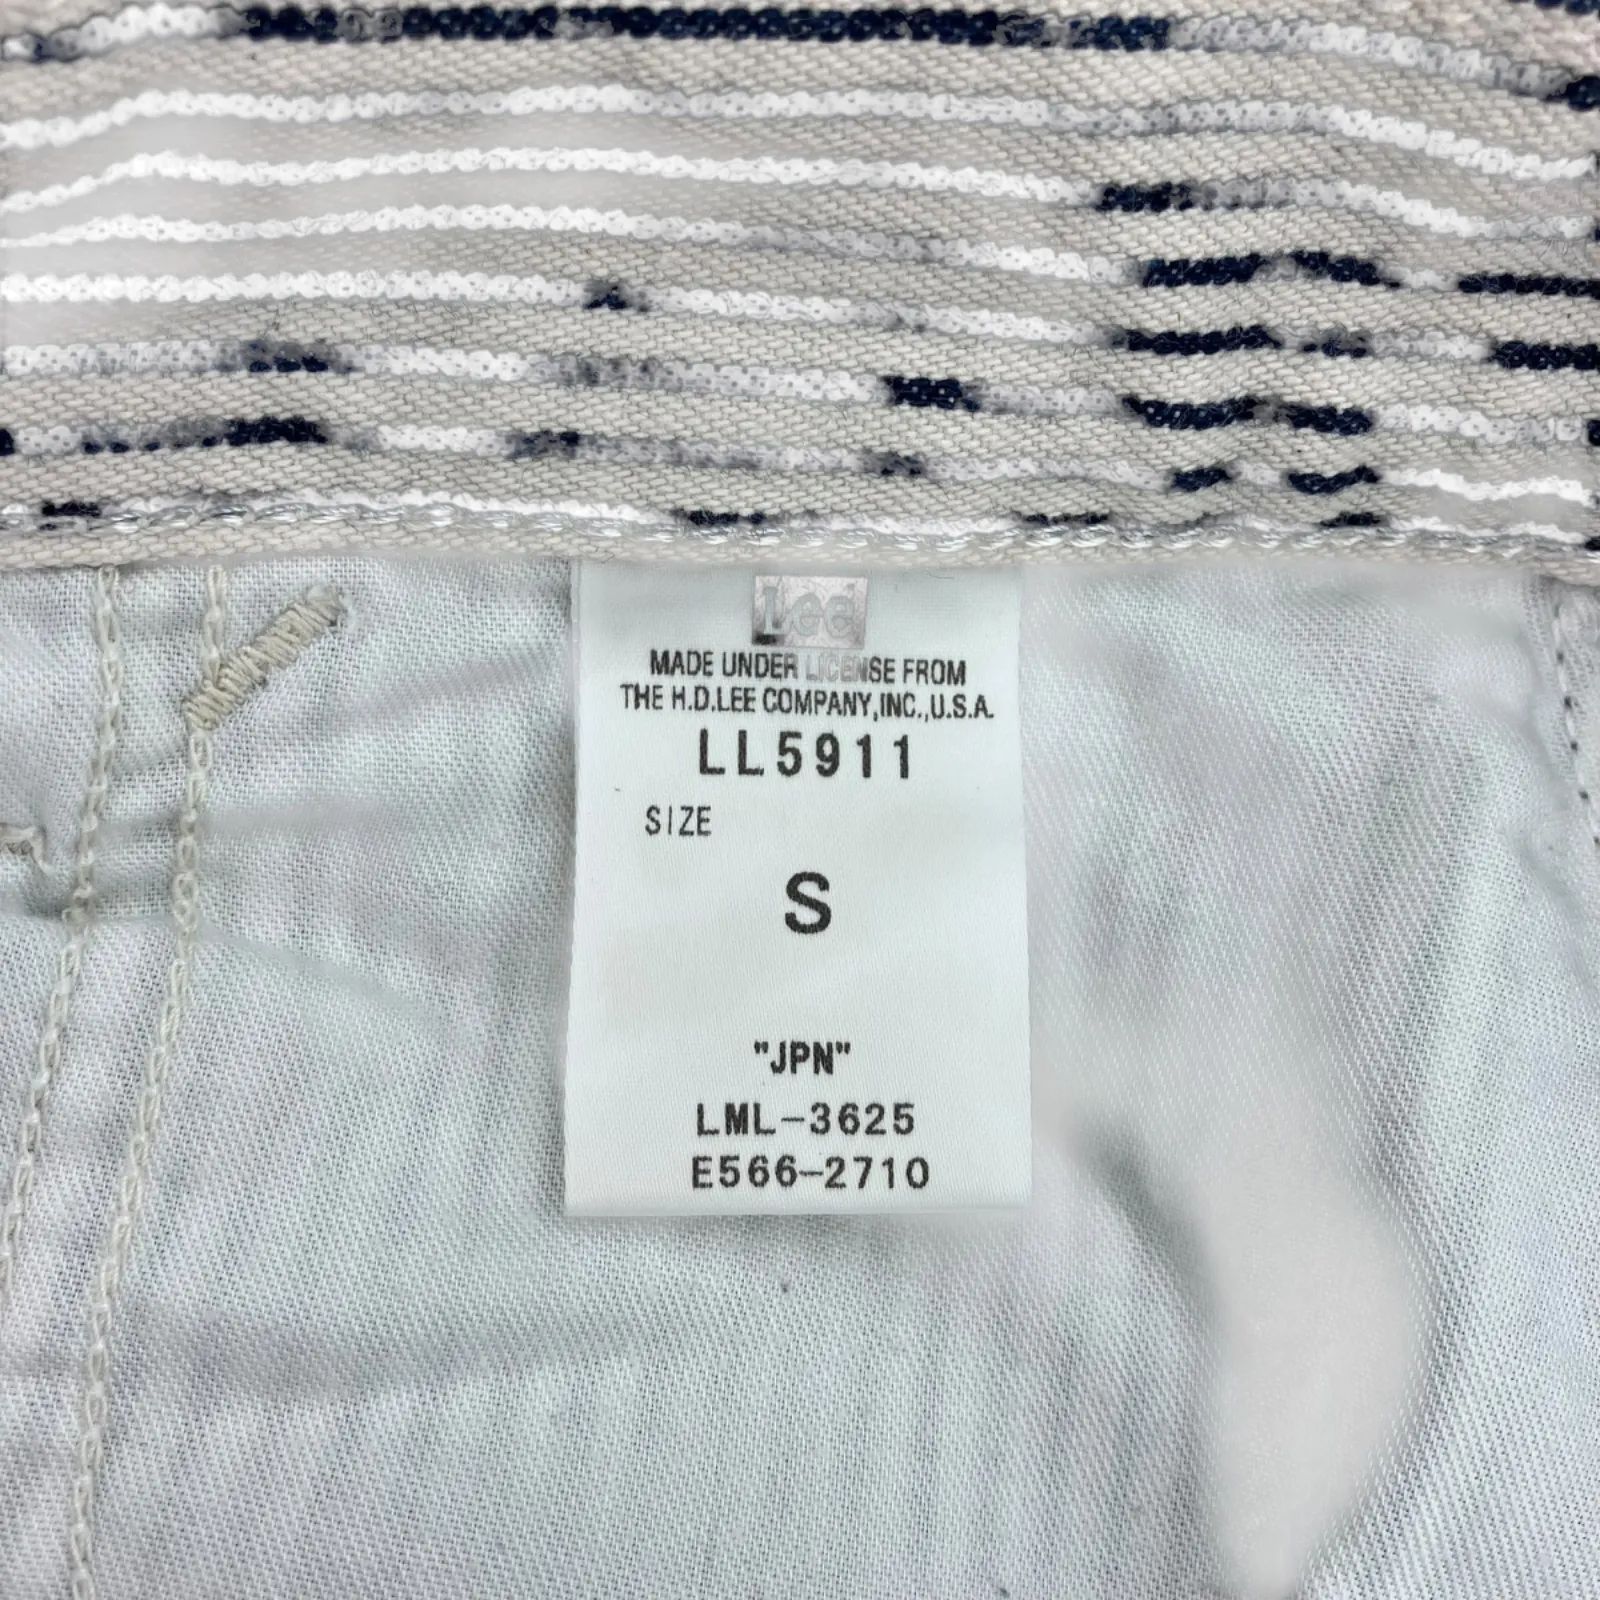 Lee
MADE UNDER LICENSE FROM
THE H.D.LEE COMPANY,INC.,U.S.A.
LL5911
SIZE
S
"JPN"
LML-3625
E566-2710